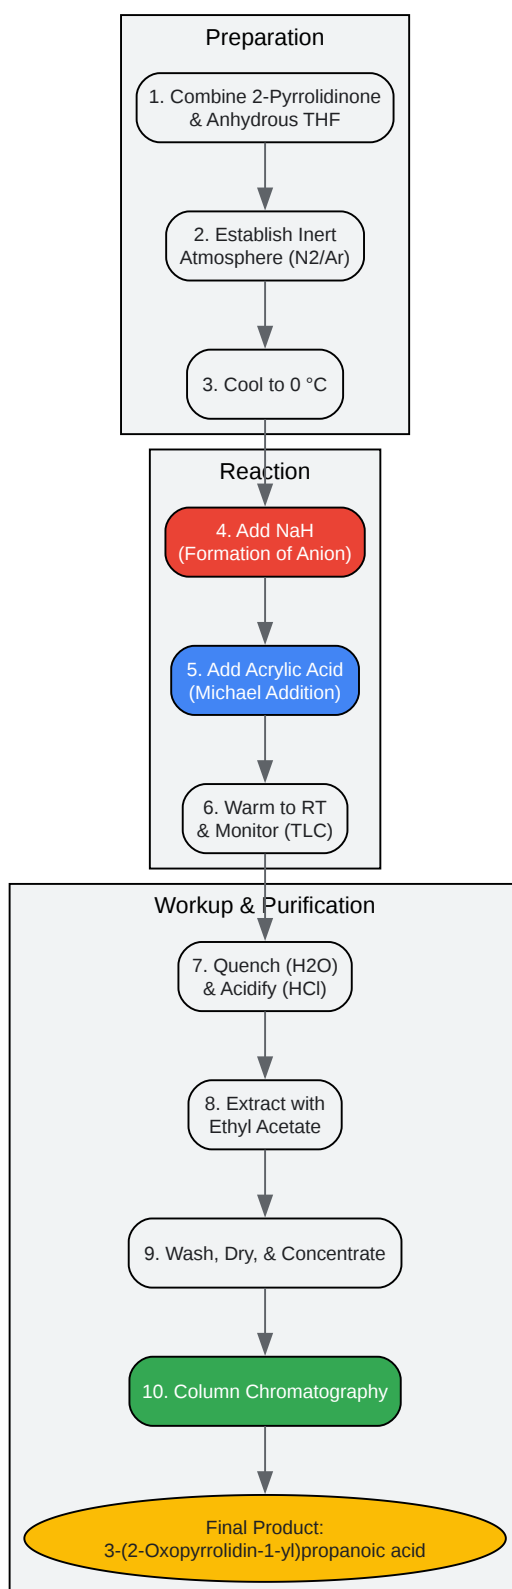 Preparation
1. Combine 2-Pyrrolidinone
& Anhydrous THF
2. Establish Inert
Atmosphere (N2/Ar)
3. Cool to 0 °C
Reaction
4. Add NaH
(Formation of Anion)
5. Add Acrylic Acid
(Michael Addition)
6. Warm to RT
& Monitor (TLC)
Workup & Purification
7. Quench (H2O)
& Acidify (HCl)
8. Extract with
Ethyl Acetate
9. Wash, Dry, & Concentrate
10. Column Chromatography
Final Product:
3-(2-Oxopyrrolidin-1-yl)propanoic acid